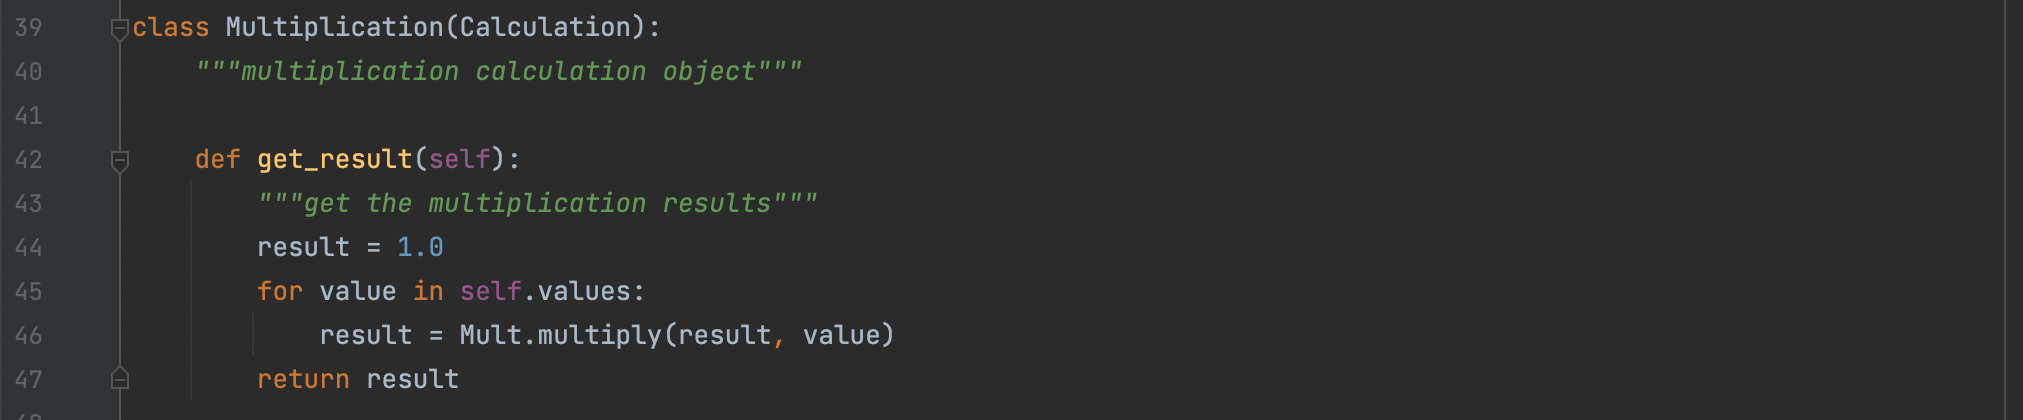 39 class Multiplication(Calculation):
40     """multiplication calculation object"""
41
42     def get_result(self):
43         """get the multiplication results"""
44         result = 1.0
45         for value in self.values:
46             result = Mult.multiply(result, value)
47         return result